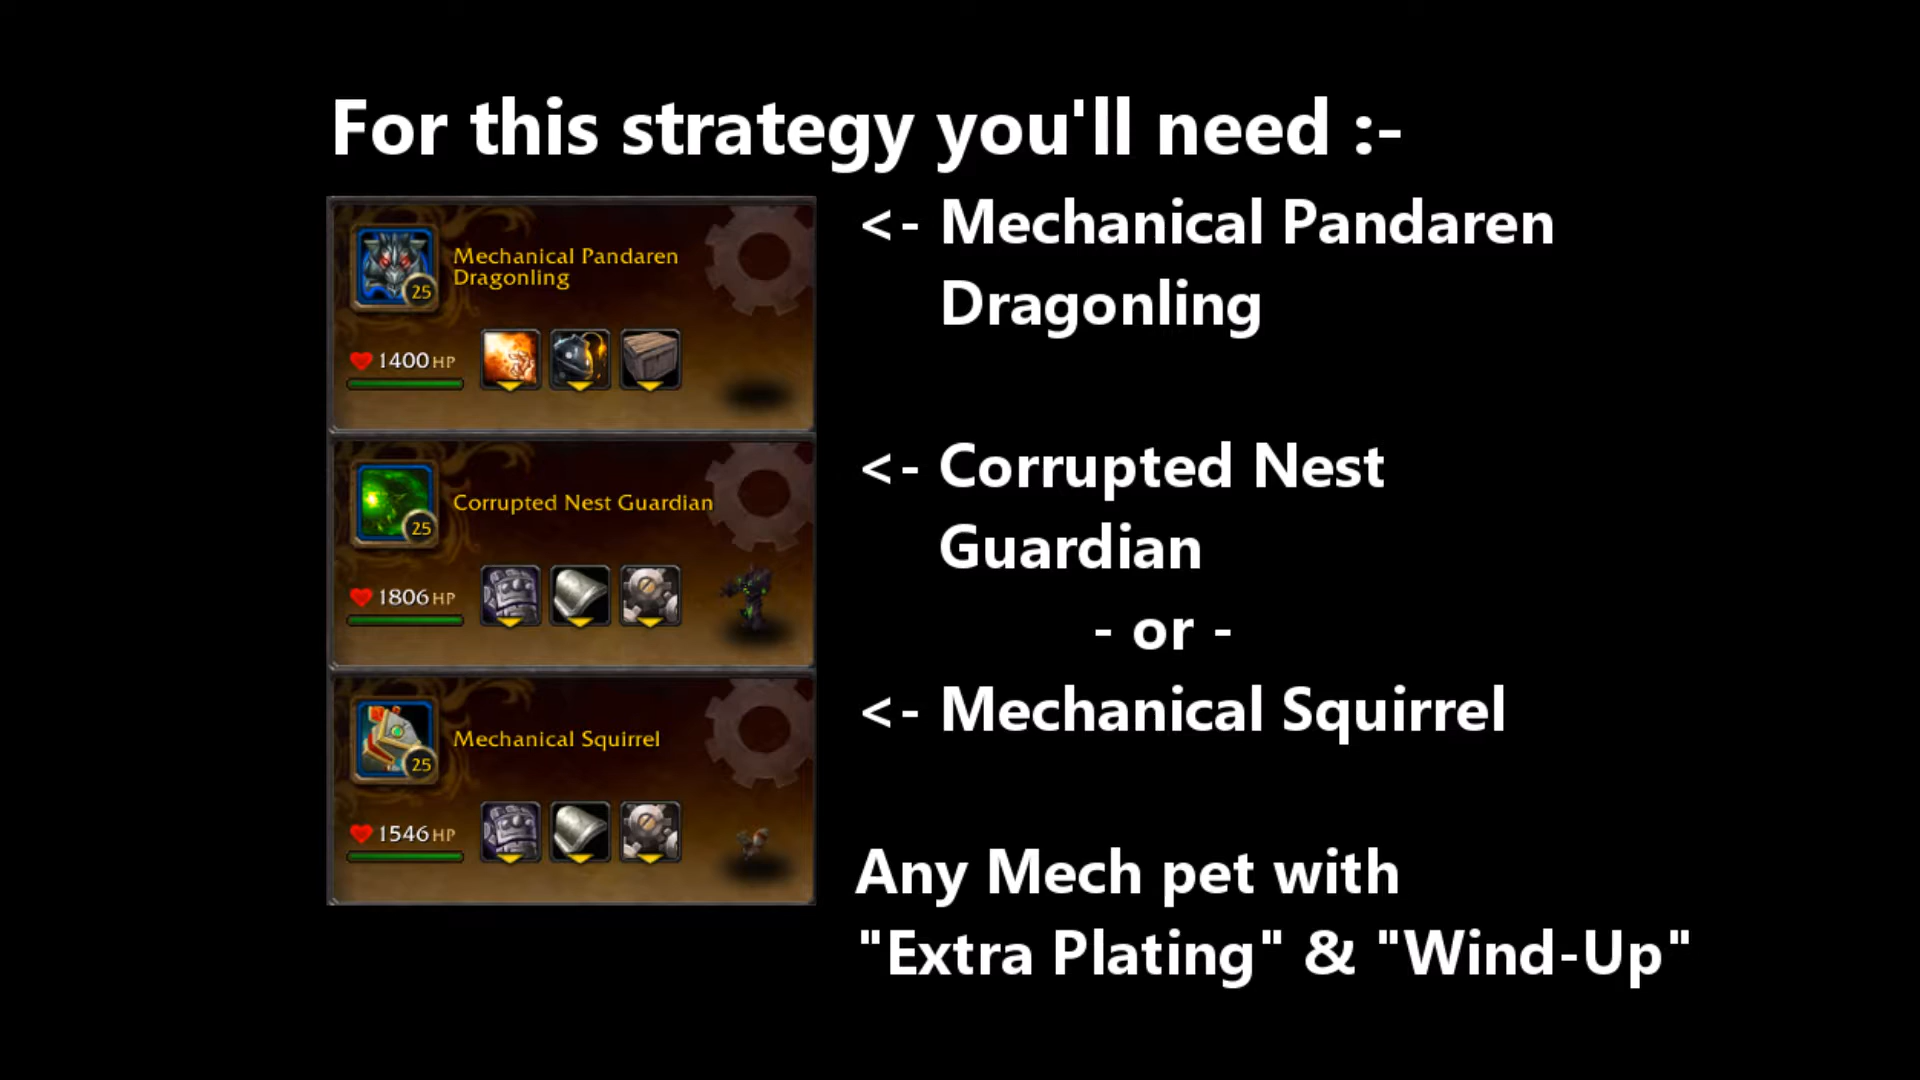 For this strategy you'll need :-
Mechanical Pandaren
Dragonling
25
1400 HP
<- Mechanical Pandaren
Dragonling
Corrupted Nest Guardian
25
1806 HP
<- Corrupted Nest
Guardian
- or -
Mechanical Squirrel
25
1546 HP
<- Mechanical Squirrel
Any Mech pet with
"Extra Plating" & "Wind-Up"